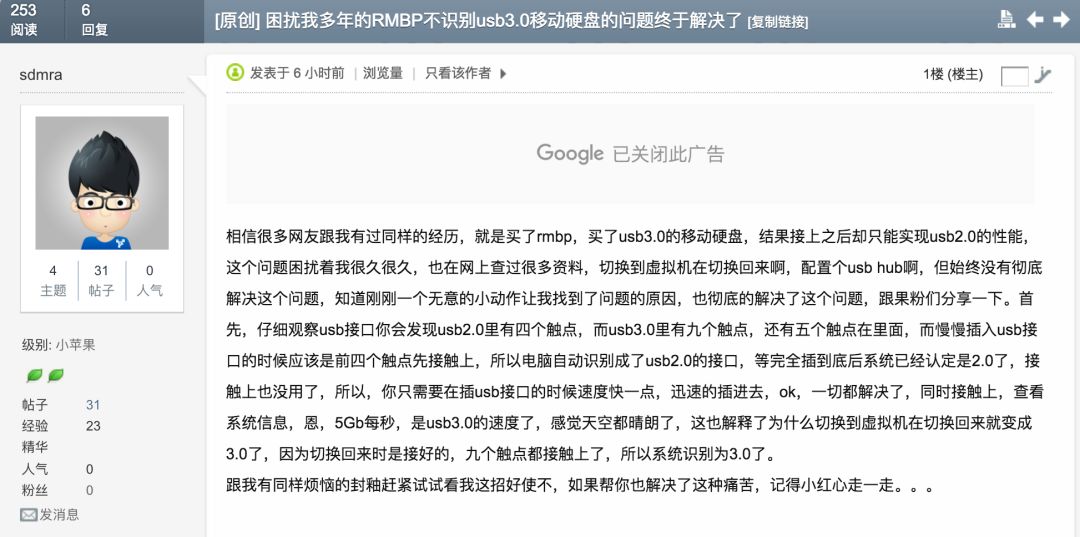 253
阅读
6
回复
[原创] 困扰我多年的RMBP不识别usb3.0移动硬盘的问题终于解决了 [复制链接]
sdmra
4
主题
31
帖子
0
人气
级别: 小苹果
帖子 31
经验 23
精华
人气 0
粉丝 0
发消息
发表于 6 小时前 | 浏览量 | 只看该作者
1楼 (楼主)
Google 已关闭此广告
相信很多网友跟我有过同样的经历，就是买了rmbp，买了usb3.0的移动硬盘，结果接上之后却只能实现usb2.0的性能，
这个问题困扰着我很久很久，也在网上查过很多资料，切换到虚拟机在切换回来啊，配置个usb hub啊，但始终没有彻底
解决这个问题，知道刚刚一个无意的小动作让我找到了问题的原因，也彻底的解决了这个问题，跟果粉们分享一下。首
先，仔细观察usb接口你会发现usb2.0里有四个触点，而usb3.0里有九个触点，还有五个触点在里面，而慢慢插入usb接
口的时候应该是前四个触点先接触上，所以电脑自动识别成了usb2.0的接口，等完全插到底后系统已经认定是2.0了，接
触上也没用了，所以，你只需要在插usb接口的时候速度快一点，迅速的插进去，ok，一切都解决了，同时接触上，查看
系统信息，恩，5Gb每秒，是usb3.0的速度了，感觉天空都晴朗了，这也解释了为什么切换到虚拟机在切换回来就变成
3.0了，因为切换回来时是接好的，九个触点都接触上了，所以系统识别为3.0了。
跟我有同样烦恼的封釉赶紧试试看我这招好使不，如果帮你也解决了这种痛苦，记得小红心走一走。。。